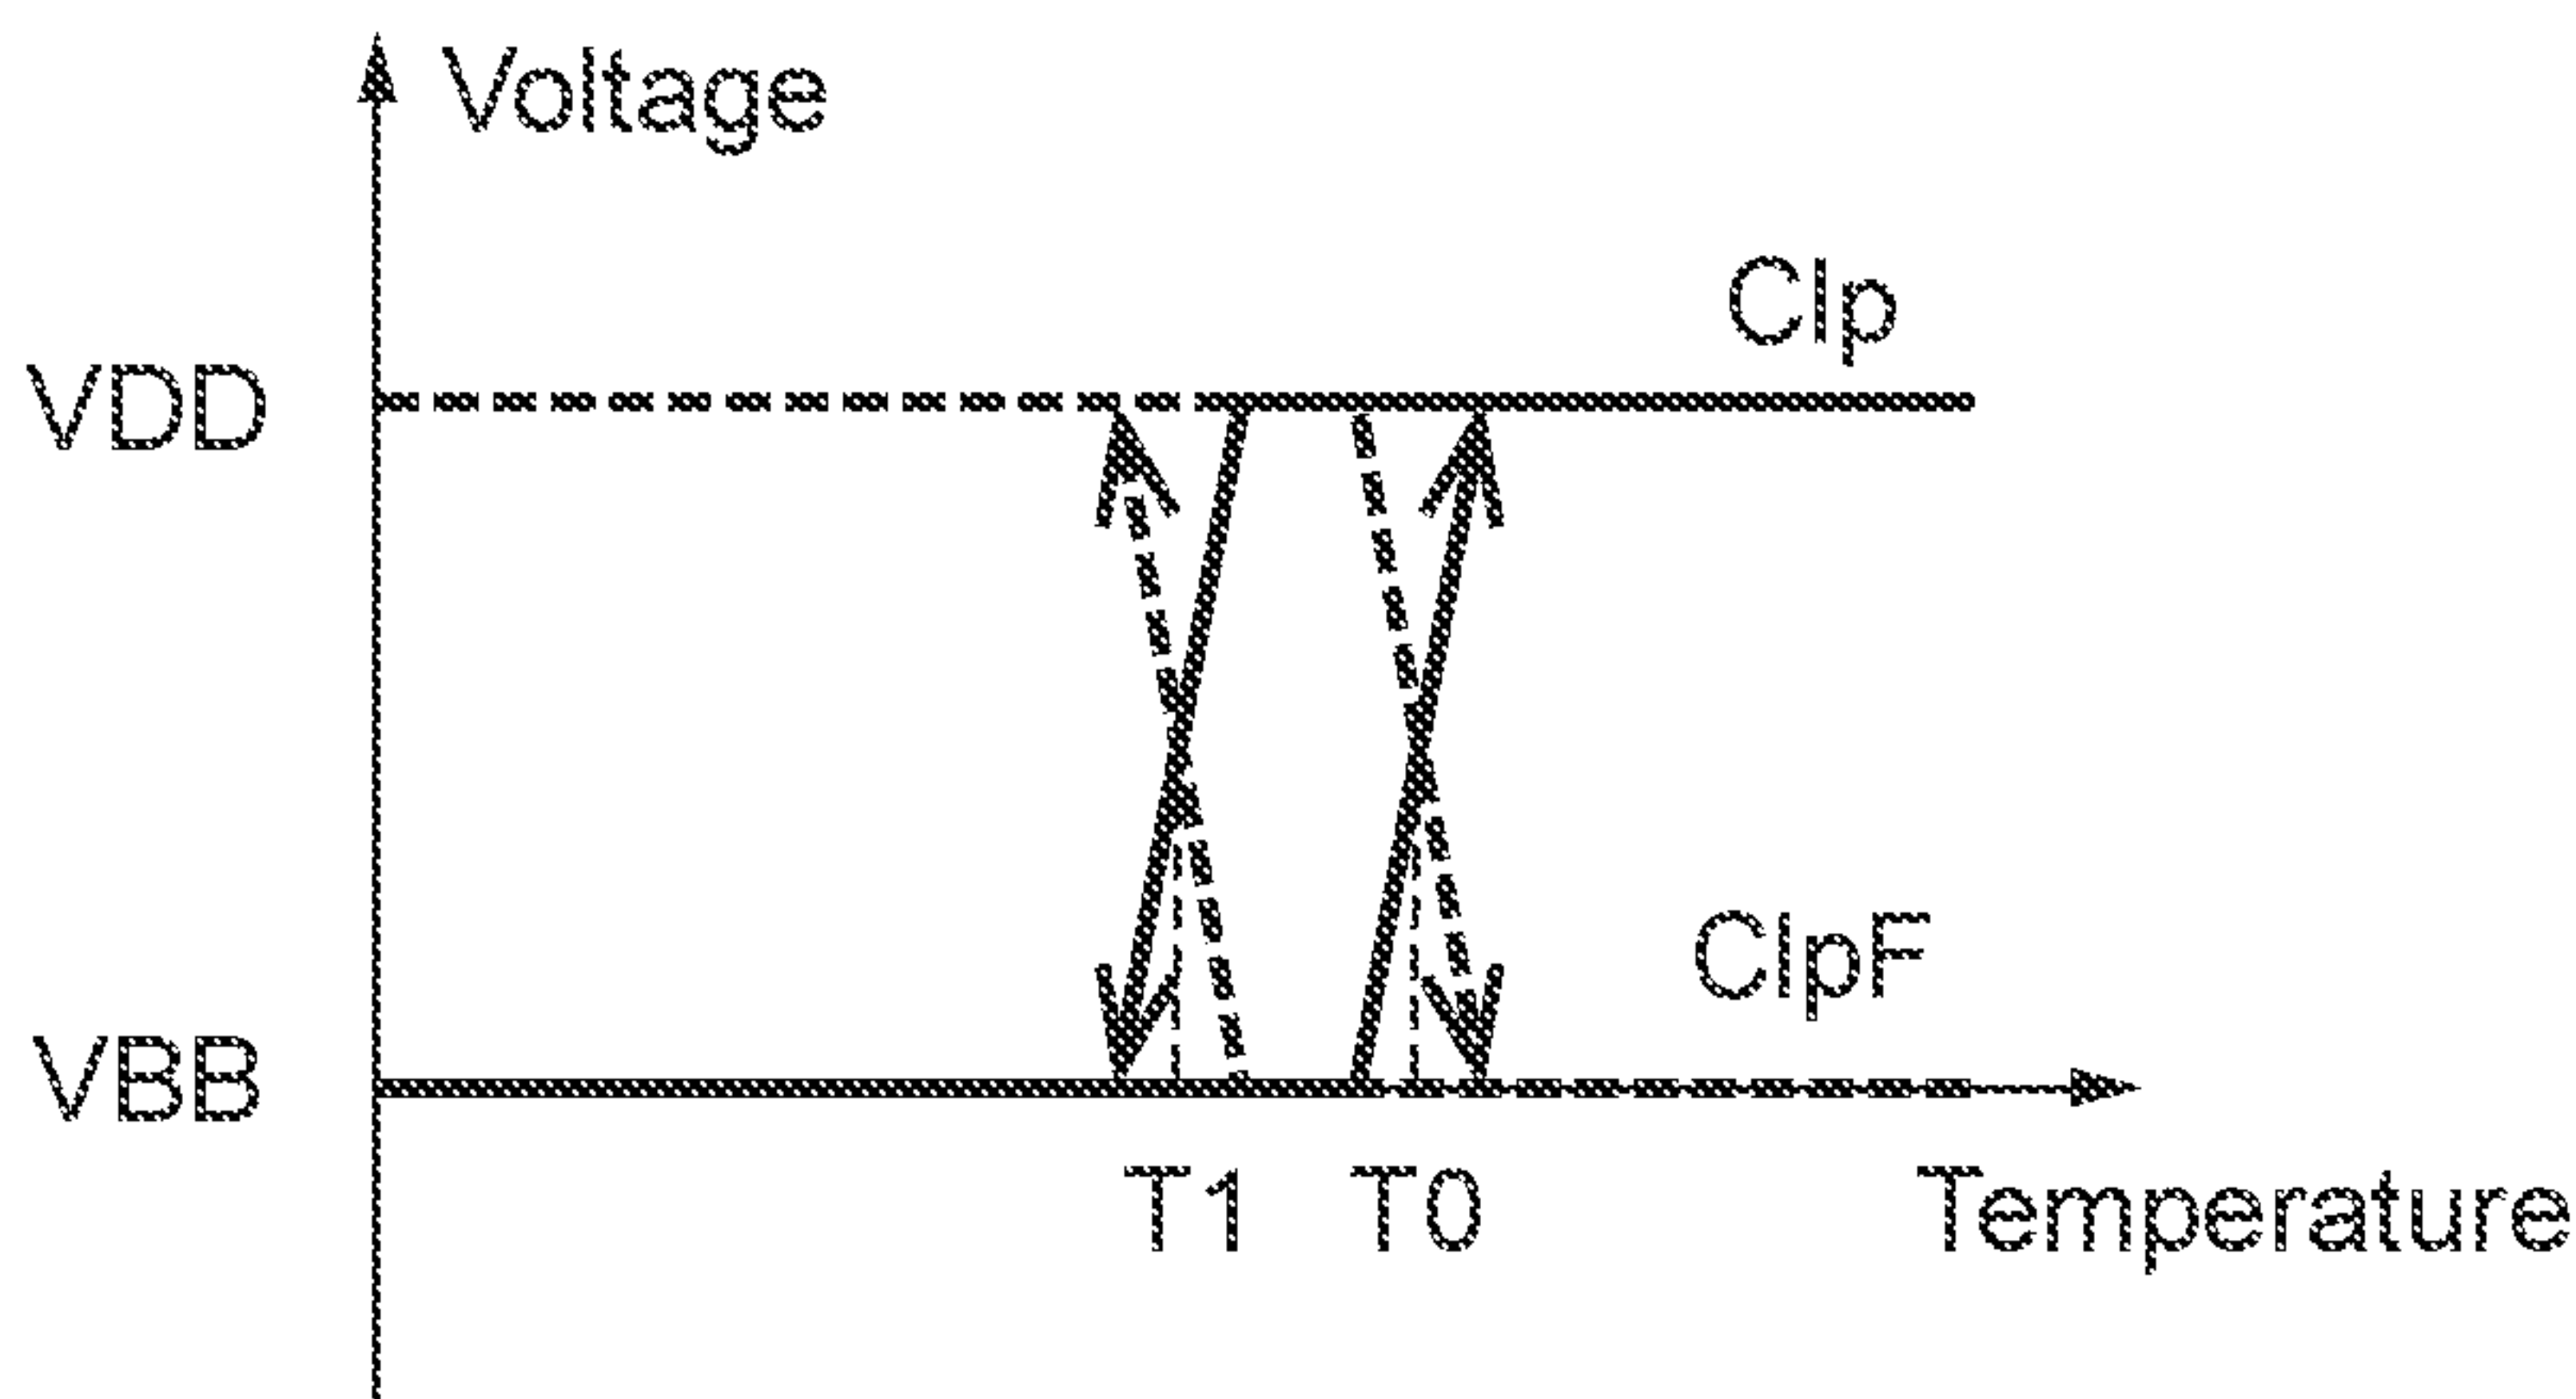 Voltage
Clp
VDD
ClpF
VBB
T1 T0 Temperature